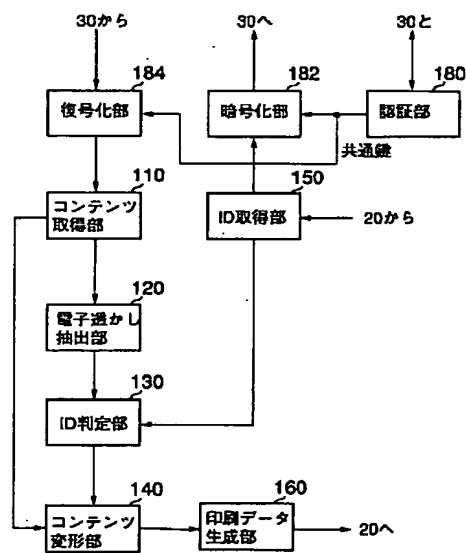 30から
30へ
30と
184
182
180
復号化部
暗号化部
認証部
共通鍵
110
150
コンテンツ
取得部
ID取得部
20から
120
電子透かし
抽出部
130
ID判定部
140
160
コンテンツ
変形部
印刷データ
生成部
20へ